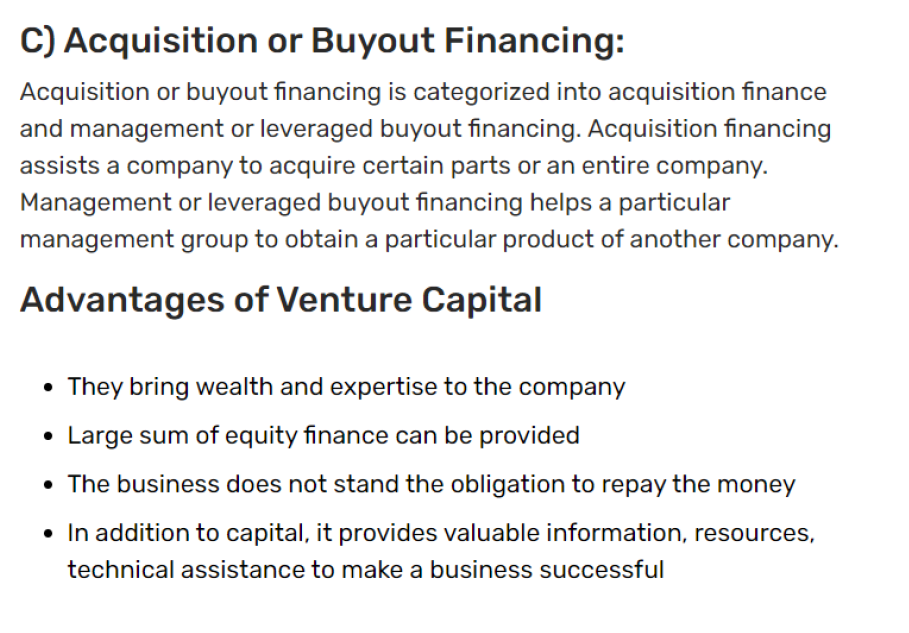 C) Acquisition or Buyout Financing:
Acquisition or buyout financing is categorized into acquisition finance
and management or leveraged buyout financing. Acquisition financing
assists a company to acquire certain parts or an entire company.
Management or leveraged buyout financing helps a particular
management group to obtain a particular product of another company.
Advantages of Venture Capital
• They bring wealth and expertise to the company
• Large sum of equity finance can be provided
• The business does not stand the obligation to repay the money
• In addition to capital, it provides valuable information, resources,
technical assistance to make a business successful